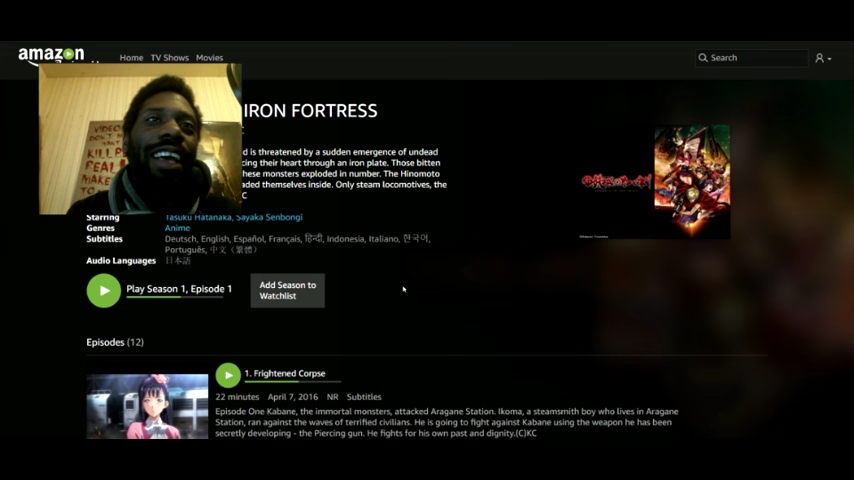 amazon
Home TV Shows Movies
Search
IRON FORTRESS
VIDEO
DON'T M
WANT
KILL P
REAL
MAKE
TO
d is threatened by a sudden emergence of undead
cing their heart through an iron plate. Those bitten
hese monsters exploded in number. The Hinomoto
aded themselves inside. Only steam locomotives, the
C
Starring Tasuku Hatanaka, Sayaka Senbongi
Genres Anime
Subtitles Deutsch, English, Español, Français, हिन्दी, Indonesia, Italiano, 한국어,
Português, 中文（繁體）
Audio Languages 日本語
Play Season 1, Episode 1
Add Season to
Watchlist
Episodes (12)
1. Frightened Corpse
22 minutes April 7, 2016 NR Subtitles
Episode One Kabane, the immortal monsters, attacked Aragane Station. Ikoma, a steamsmith boy who lives in Aragane
Station, ran against the waves of terrified civilians. He is going to fight against Kabane using the weapon he has been
secretly developing - the Piercing gun. He fights for his own past and dignity.(C)KC